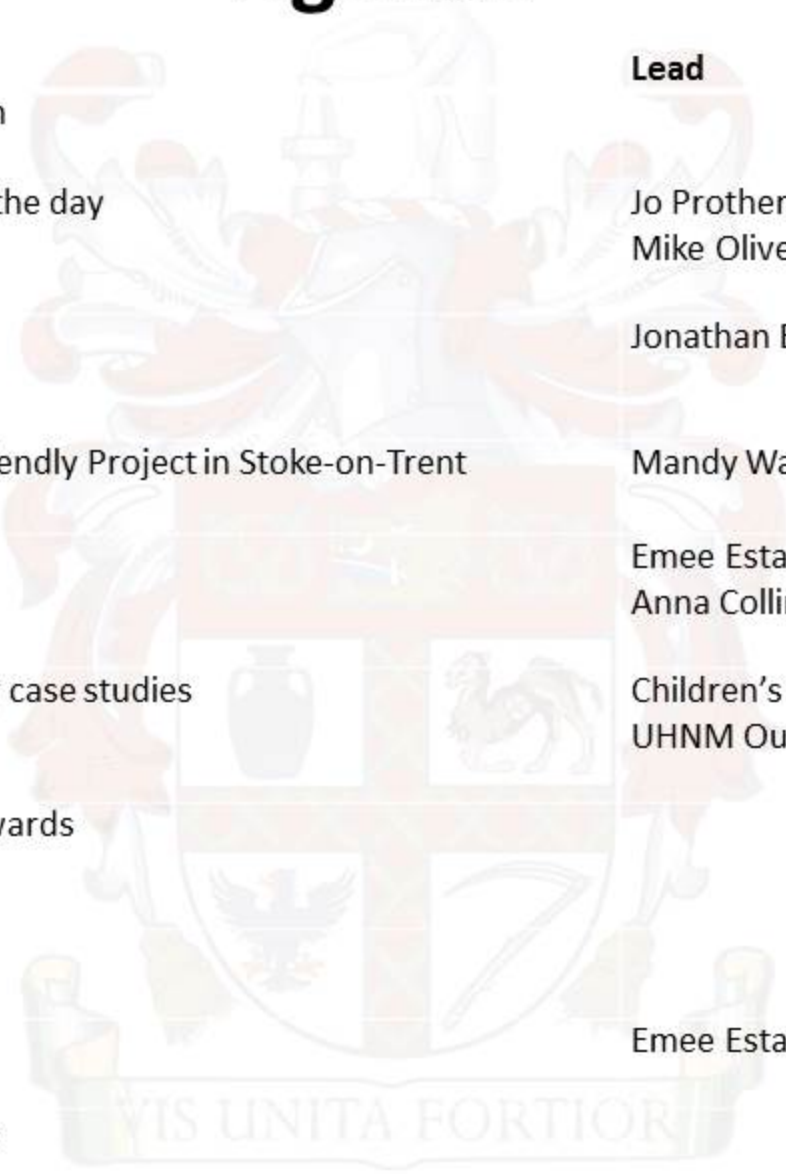 Lead
the day
Jo Prother
Mike Olive
Jonathan
endly Project in Stoke-on-Trent
Mandy Wa
Emee Esta
Anna Colli
case studies
Children's
UHNM Ou
wards
Emee Esta
VIS UNITA FORTIOR